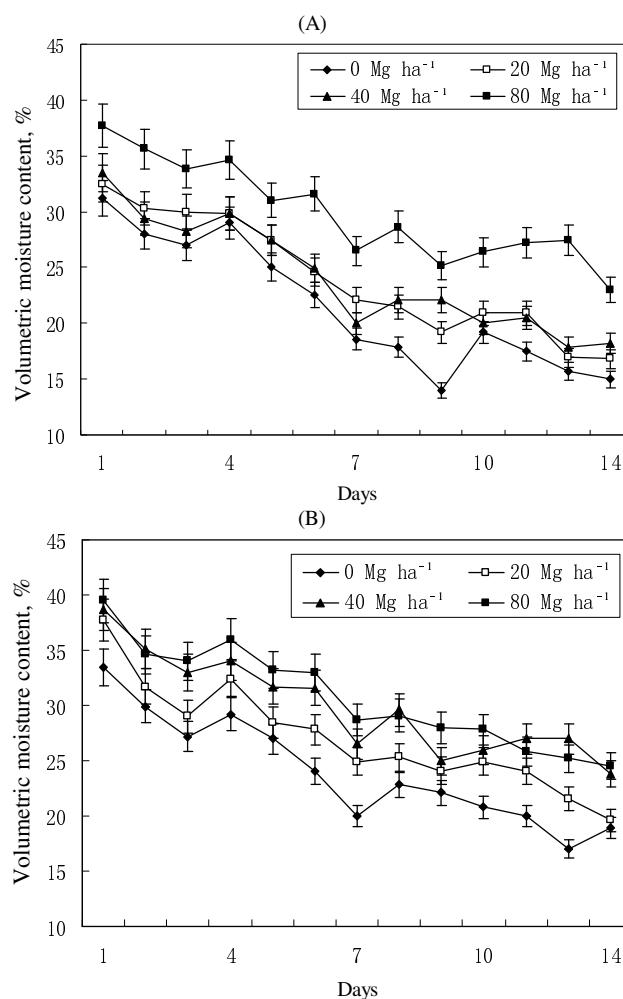 (A)
45
40
35
30
25
20
15
10
Volumetric moisture content, %
0 Mg ha⁻¹ 20 Mg ha⁻¹
40 Mg ha⁻¹ 80 Mg ha⁻¹
1 4 7 10 14
Days
(B)
45
40
35
30
25
20
15
10
Volumetric moisture content, %
0 Mg ha⁻¹ 20 Mg ha⁻¹
40 Mg ha⁻¹ 80 Mg ha⁻¹
1 4 7 10 14
Days